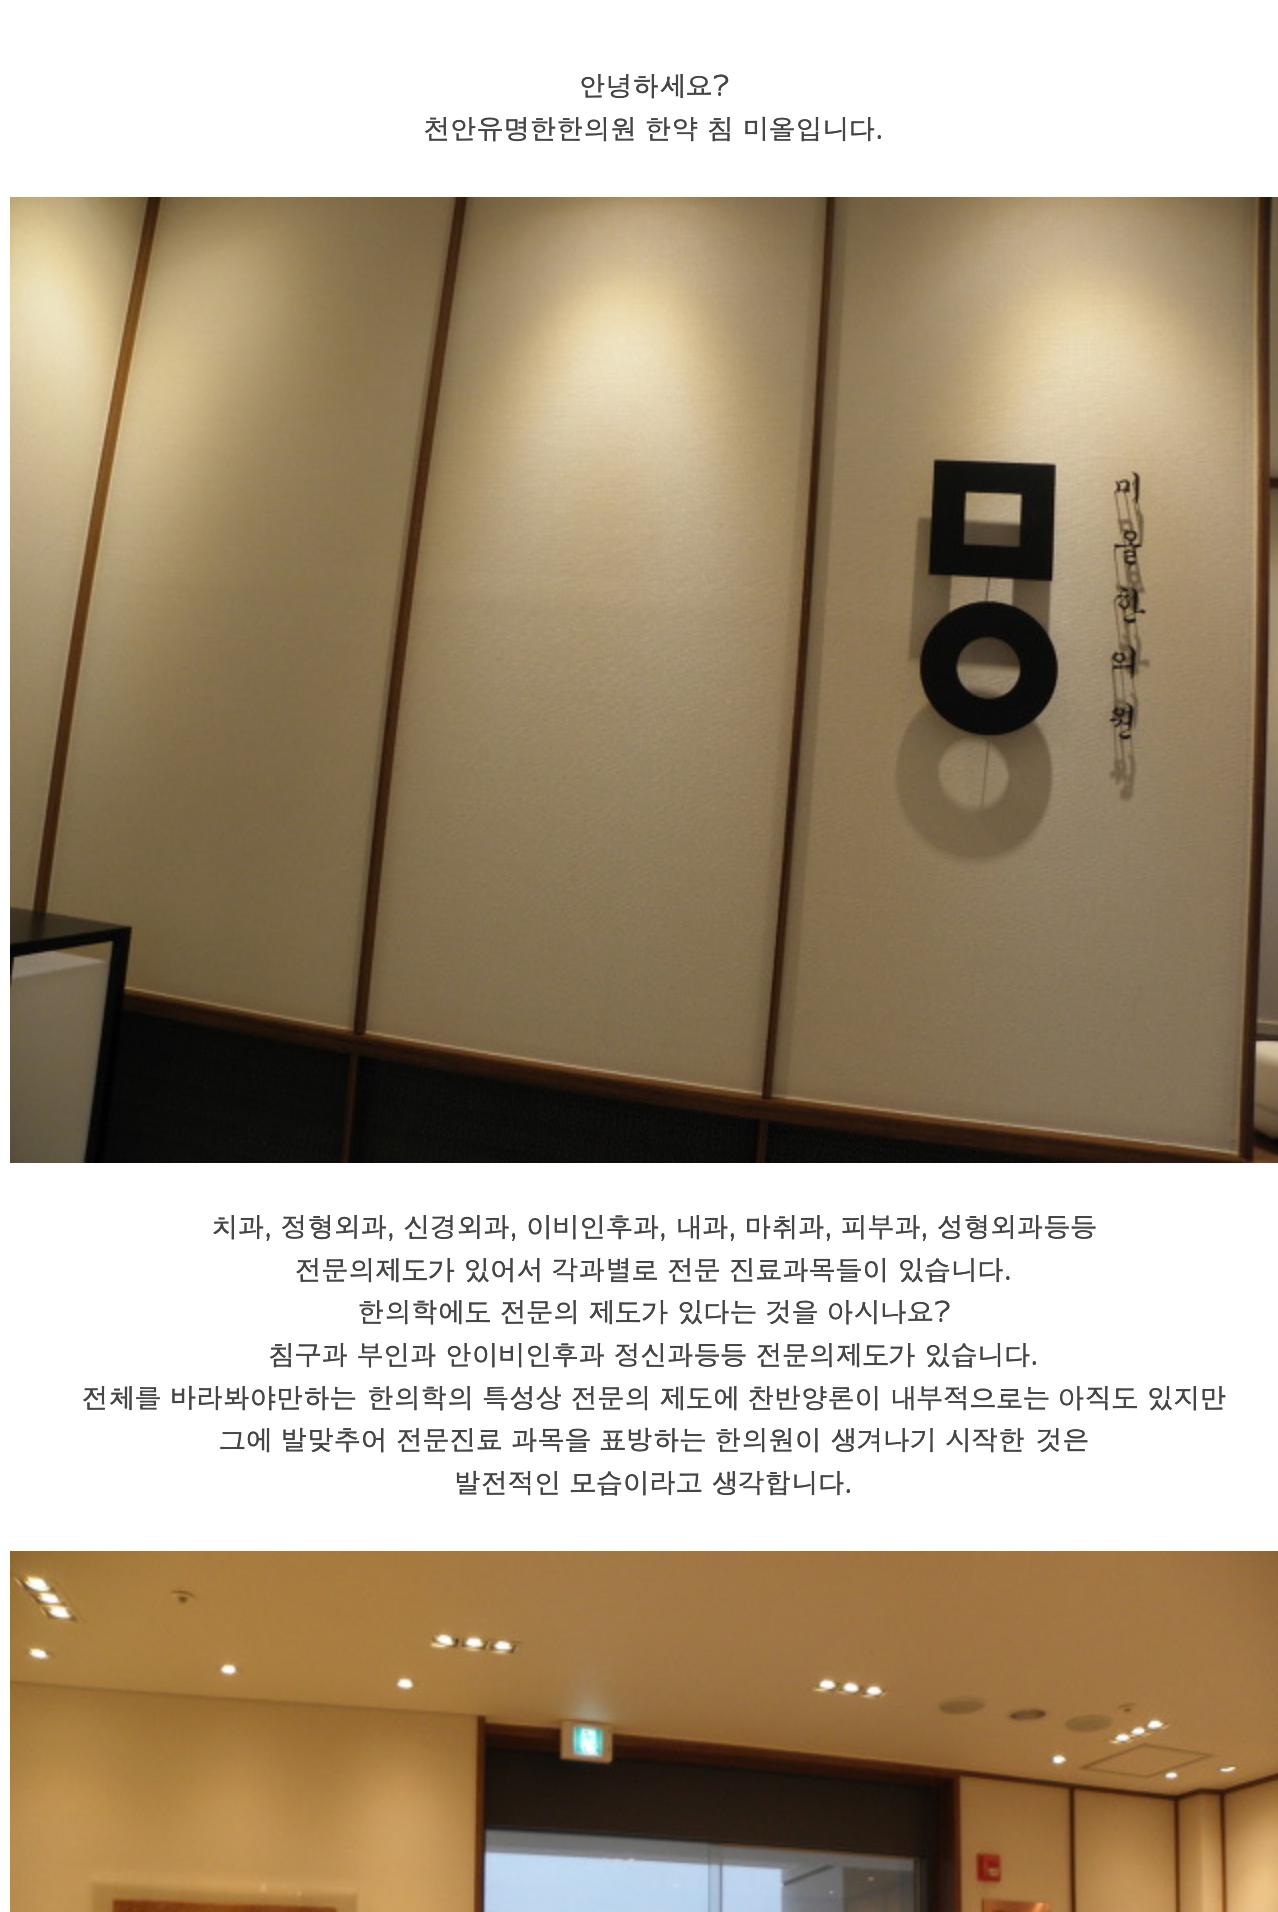 안녕하세요?
천안유명한한의원 한약 침 미올입니다.
미올한의원
치과, 정형외과, 신경외과, 이비인후과, 내과, 마취과, 피부과, 성형외과등등
전문의제도가 있어서 각과별로 전문 진료과목들이 있습니다.
한의학에도 전문의 제도가 있다는 것을 아시나요?
침구과 부인과 안이비인후과 정신과등등 전문의제도가 있습니다.
전체를 바라봐야만하는 한의학의 특성상 전문의 제도에 찬반양론이 내부적으로는 아직도 있지만
그에 발맞추어 전문진료 과목을 표방하는 한의원이 생겨나기 시작한 것은
발전적인 모습이라고 생각합니다.